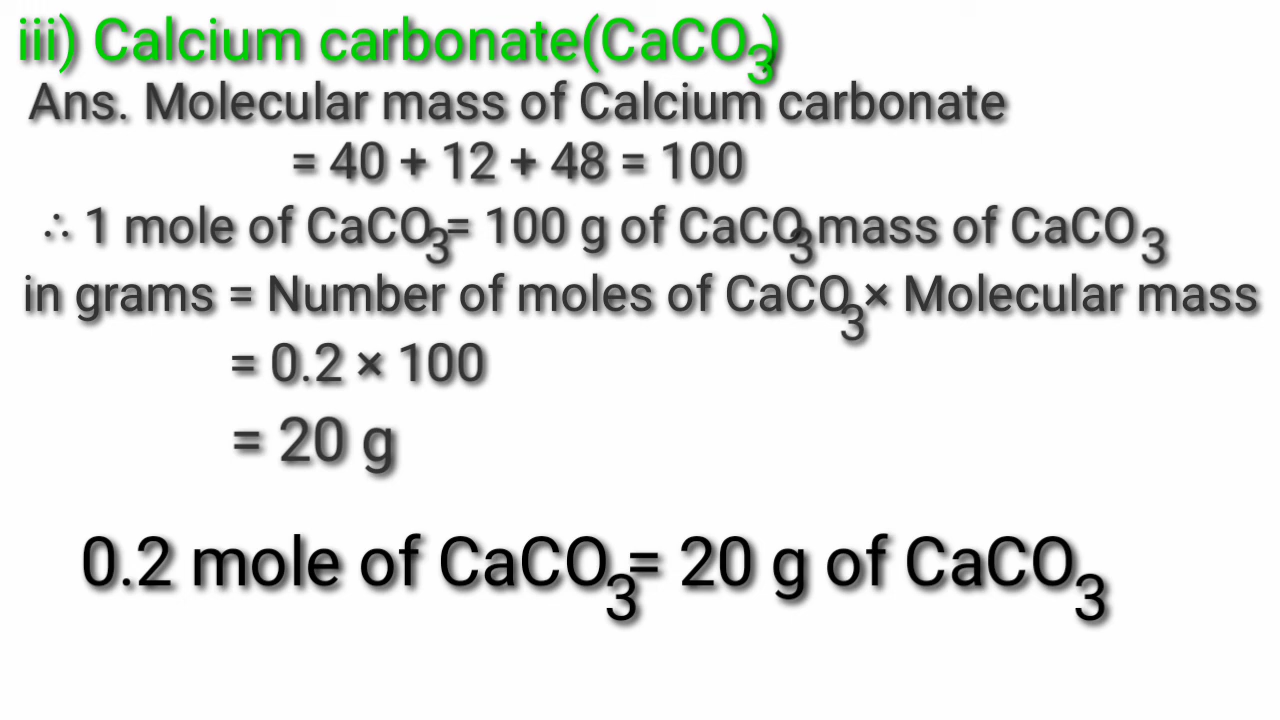 iii) Calcium carbonate(CaCO₃)
Ans. Molecular mass of Calcium carbonate
= 40 + 12 + 48 = 100
∴ 1 mole of CaCO₃= 100 g of CaCO₃ mass of CaCO₃
in grams = Number of moles of CaCO₃× Molecular mass
= 0.2 × 100
= 20 g
0.2 mole of CaCO₃= 20 g of CaCO₃